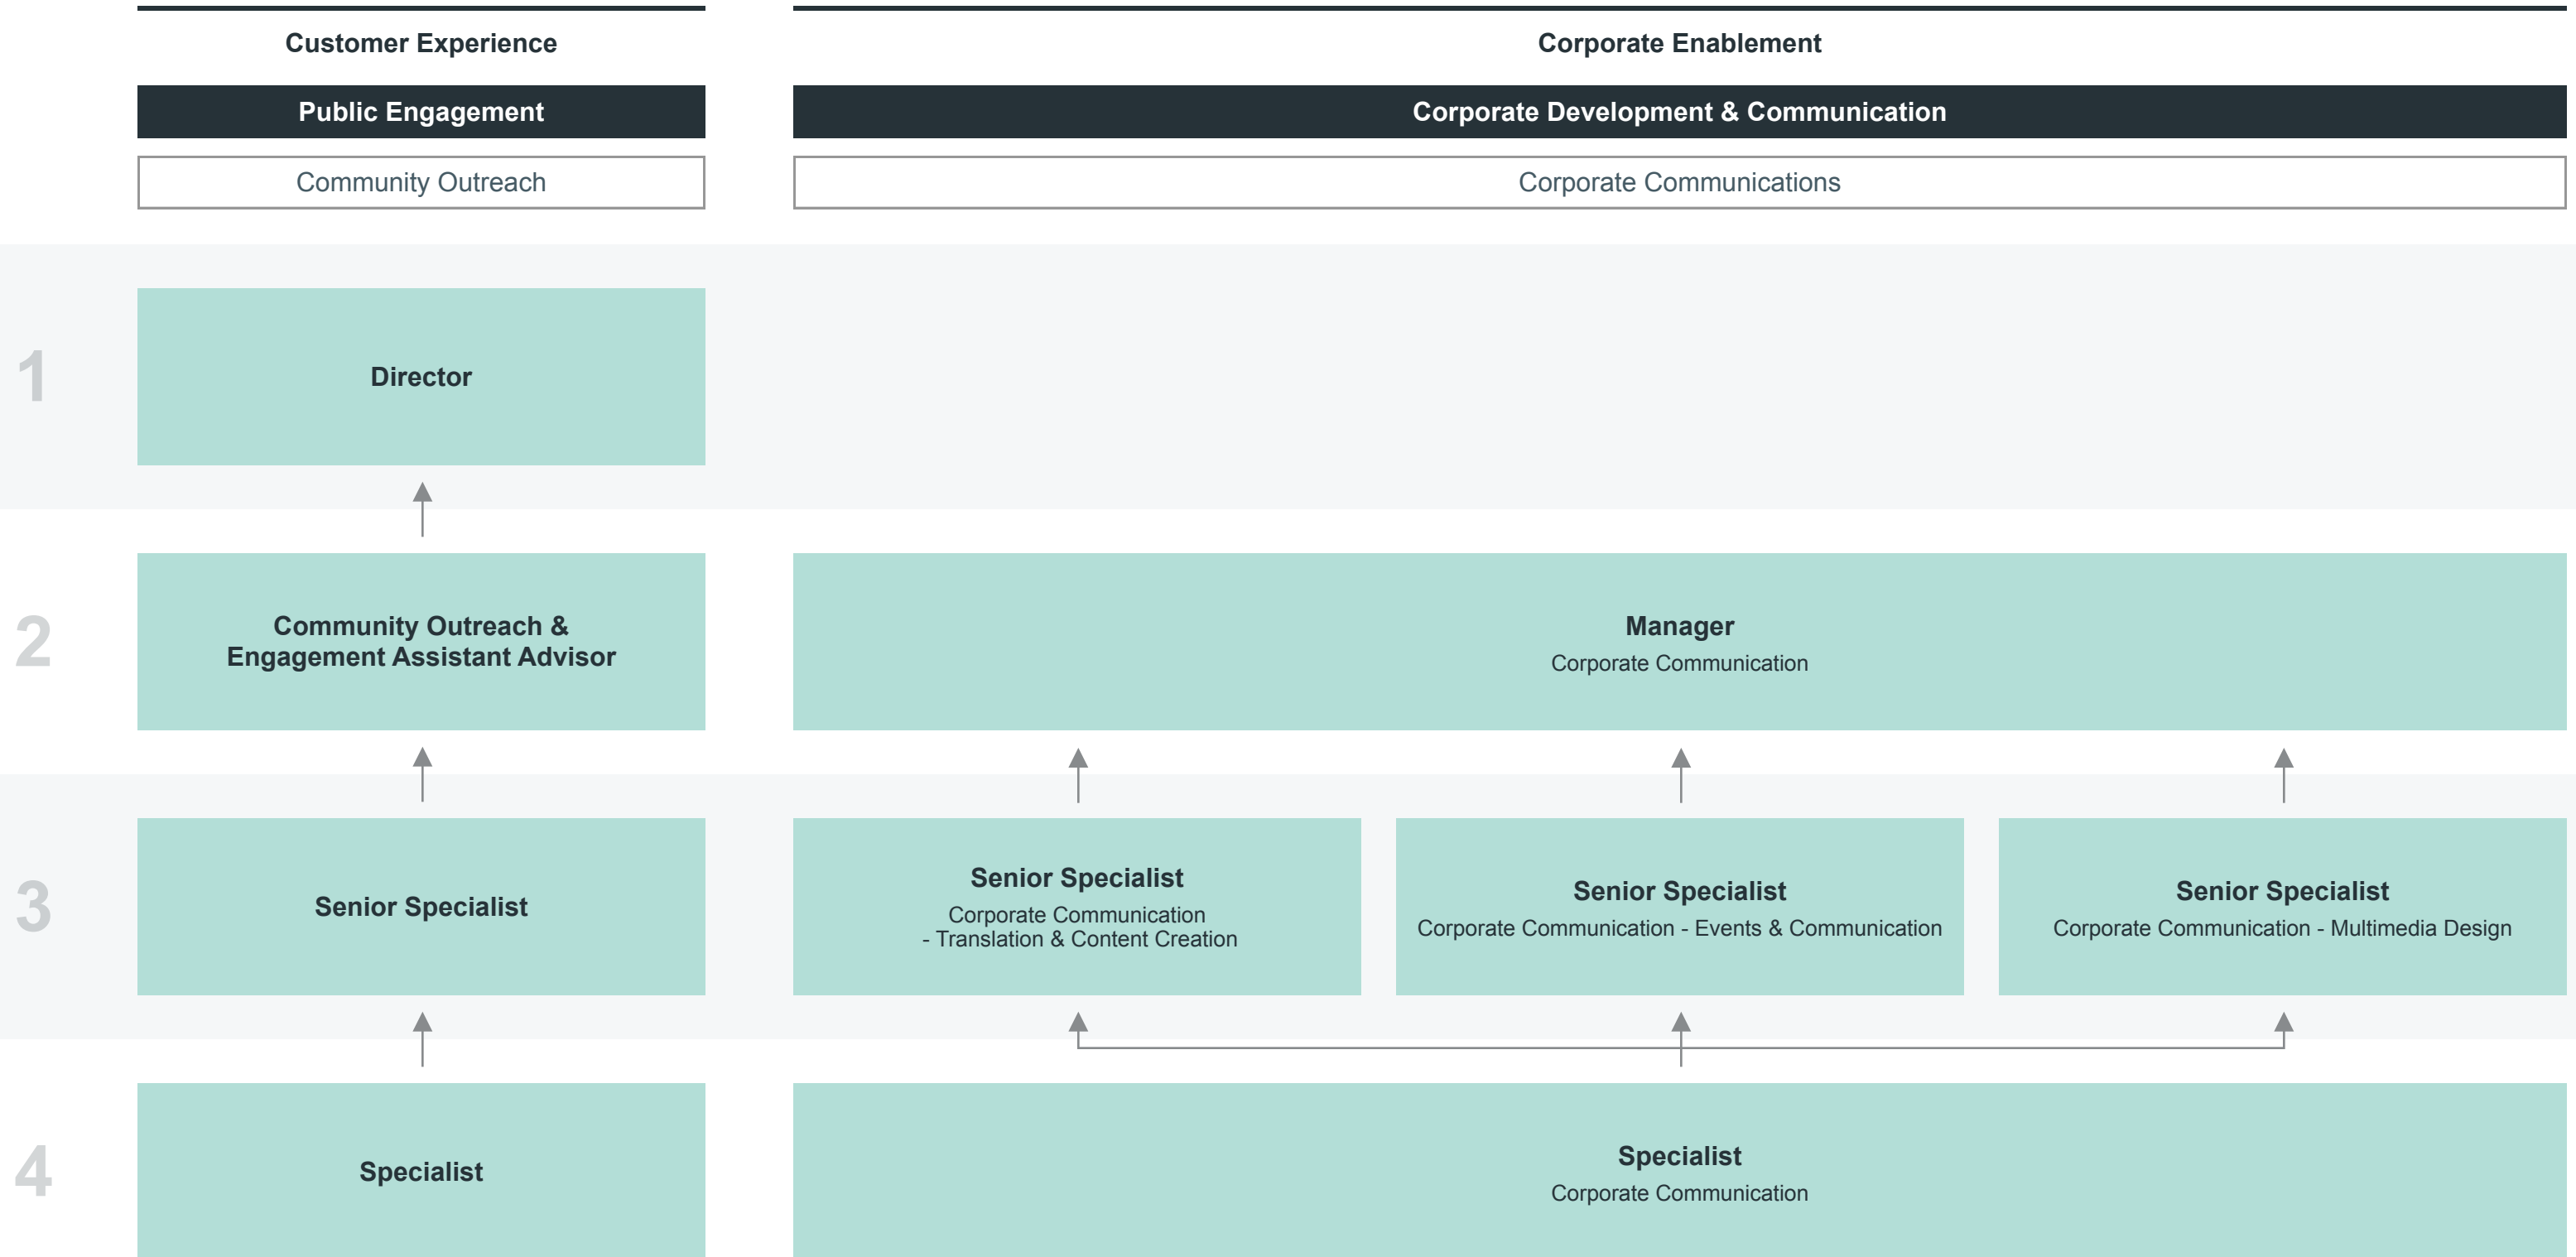 Customer Experience
Corporate Enablement
Public Engagement
Corporate Development & Communication
Community Outreach
Corporate Communications
1
Director
2
Community Outreach &
Engagement Assistant Advisor
Manager
Corporate Communication
3
Senior Specialist
Senior Specialist
Corporate Communication
- Translation & Content Creation
Senior Specialist
Corporate Communication - Events & Communication
Senior Specialist
Corporate Communication - Multimedia Design
4
Specialist
Specialist
Corporate Communication